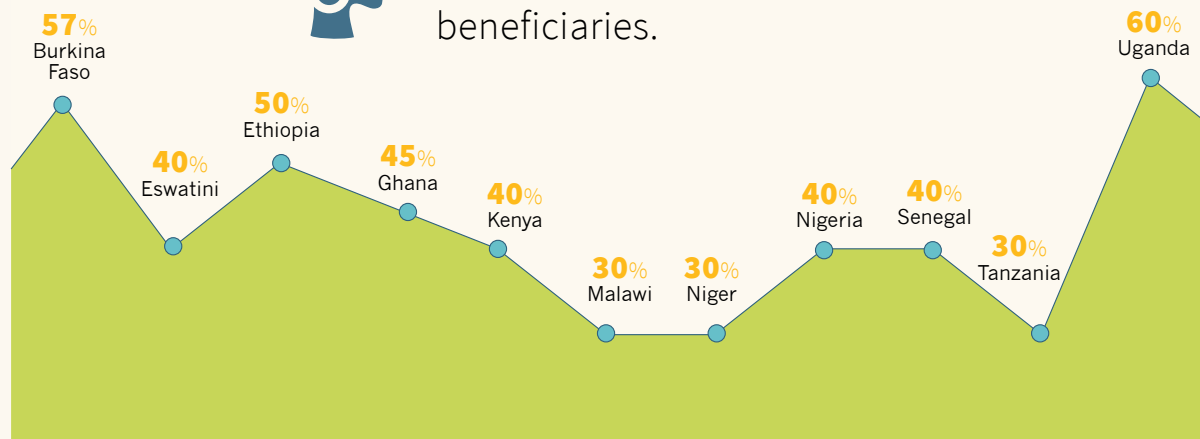 beneficiaries.
57%
Burkina
Faso
40%
Eswatini
50%
Ethiopia
45%
Ghana
40%
Kenya
30%
Malawi
30%
Niger
40%
Nigeria
40%
Senegal
30%
Tanzania
60%
Uganda